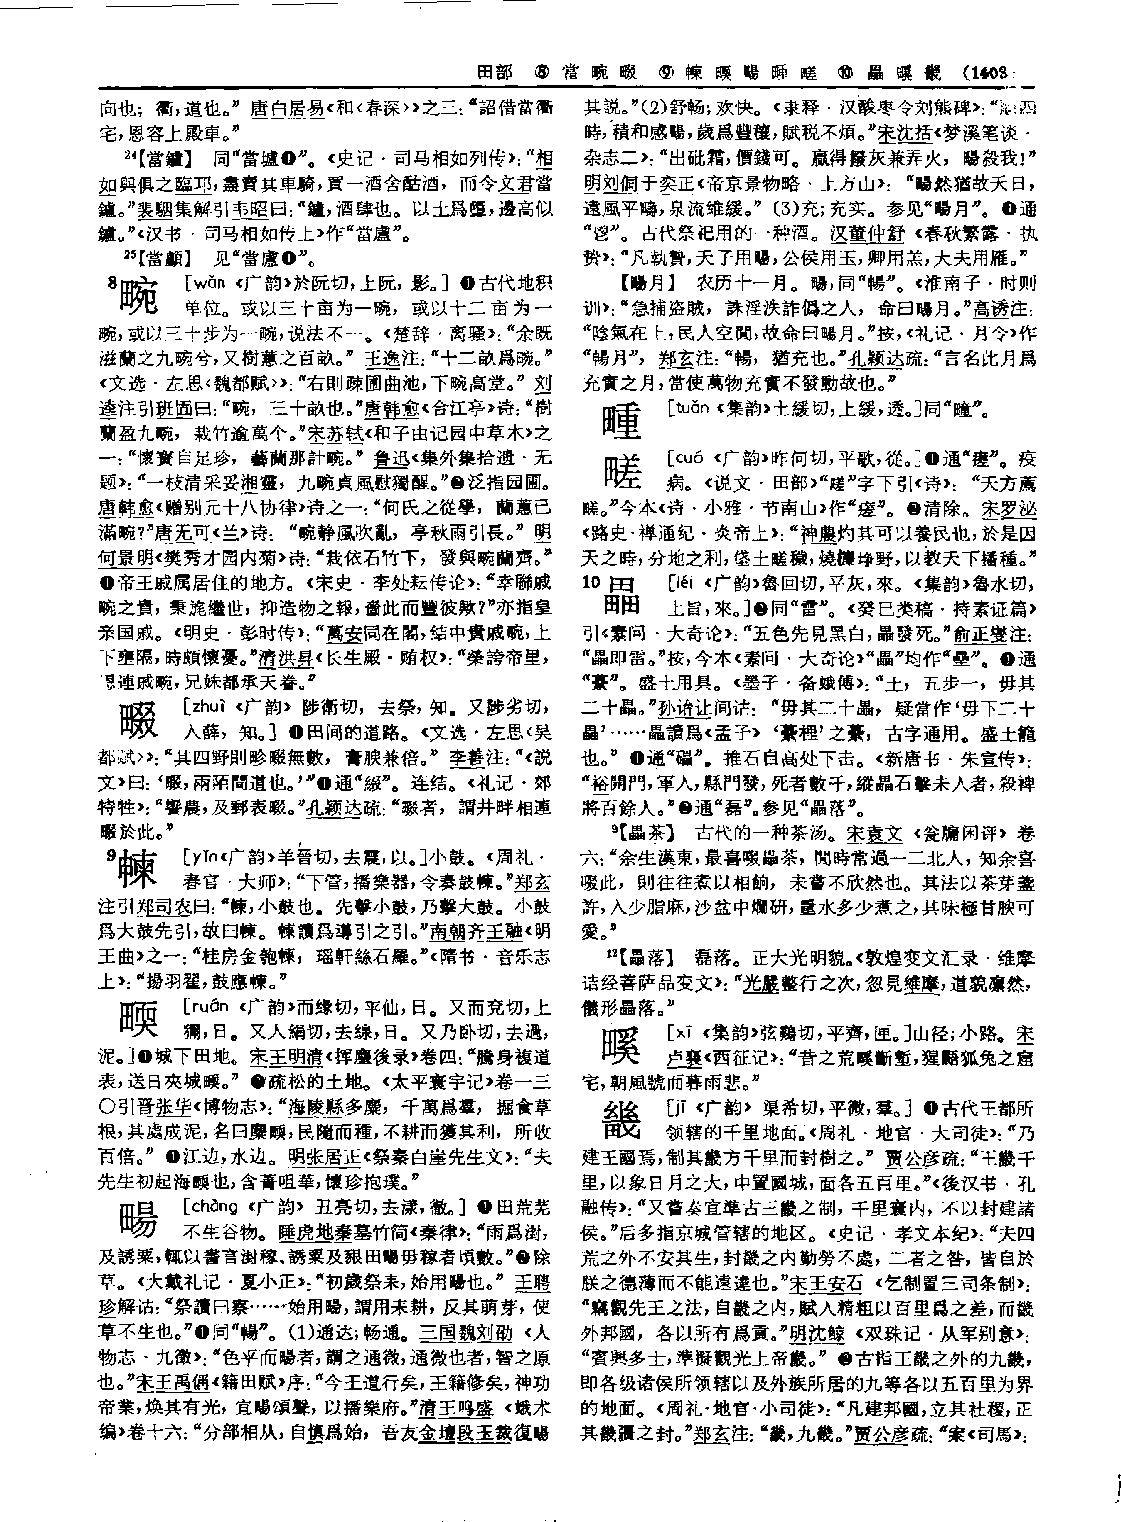 田部 ⑧ 當 畹 畷 ⑨ 𣌾 畽 畼 疃 𤲞 ⑩ 畾 𤲺 畿 (1403)
向也；衢，道也。”唐白居易《和〈春深〉》之三：“詔借當衢
宅，恩容上殿車。”
²⁴【當鑪】 同“當壚❶”。《史记·司马相如列传》：“相
如與俱之臨邛，盡賣其車騎，買一酒舍酤酒，而令文君當
鑪。”裴駰集解引韦昭曰：“鑪，酒肆也。以土爲墮，邊高似
鑪。”《汉书·司马相如传上》作“當盧”。
²⁵【當顱】 见“當盧❶”。
8 畹 [wǎn 《广韵》於阮切，上阮，影。] ❶古代地积
单位。或以三十亩为一畹，或以十二亩为一
畹，或以三十步为一畹，说法不一。《楚辞·离骚》：“余既
滋蘭之九畹兮，又樹蕙之百畝。”王逸注：“十二畝爲畹。”
《文选·左思〈魏都赋〉》：“右則疎圃曲池，下畹高堂。”刘
逵注引班固曰：“畹，三十畝也。”唐韩愈《合江亭》诗：“樹
蘭盈九畹，栽竹逾萬个。”宋苏轼《和子由记园中草木》之
一：“懷寶自足珍，藝蘭那計畹。”鲁迅《集外集拾遗·无
题》：“一枝清采妥湘靈，九畹貞風慰獨醒。”❷泛指园圃。
唐韩愈《赠别元十八协律》诗之一：“何氏之從學，蘭蕙已
滿畹？”唐无可《兰》诗：“畹静風吹亂，亭秋雨引長。”明
何景明《樊秀才园内菊》诗：“栽依石竹下，發與畹蘭齊。”
❸帝王戚属居住的地方。《宋史·李处耘传论》：“幸聯戚
畹之貴，秉旄繼世，抑造物之報，嗇此而豐彼歟？”亦指皇
亲国戚。《明史·彭时传》：“萬安同在閣，结中貴戚畹，上
下壅隔，時頗懷憂。”清洪昇《长生殿·贿权》：“榮誇帝里，
恩連戚畹，兄妹都承天眷。”
畷 [zhuì 《广韵》陟衛切，去祭，知。又陟劣切，
入薛，知。] ❶田间的道路。《文选·左思〈吴
都赋〉》：“其四野則畛畷無數，膏腴兼倍。”李善注：“《説
文》曰：‘畷，兩陌間道也。’”❷通“綴”。连结。《礼记·郊
特牲》：“饗農，及郵表畷。”孔颖达疏：“畷者，謂井畔相連
畷於此。”
9 𣌾 [yǐn《广韵》羊晉切，去震，以。]小鼓。《周礼·
春官·大师》：“下管，播樂器，令奏鼓𣌾。”郑玄
注引郑司农曰：“𣌾，小鼓也。先擊小鼓，乃擊大鼓。小鼓
爲大鼓先引，故曰𣌾。𣌾讀爲導引之引。”南朝齐王融《明
王曲》之一：“桂房金匏𣌾，瑶軒絲石羅。”《隋书·音乐志
上》：“揚羽翟，鼓應𣌾。”
畽 [ruán 《广韵》而缘切，平仙，日。又而兗切，上
獮，日。又人絹切，去線，日。又乃卧切，去過，
泥。]❶城下田地。宋王明清《挥麈後录》卷四：“騰身複道
表，送日夾城堧。”❷疏松的土地。《太平寰宇记》卷一三
〇引晋张华《博物志》：“海陵縣多麋，千萬爲羣，掘食草
根，其處成泥，名曰麋畯，民隨而種，不耕而獲其利，所收
百倍。”❸江边，水边。明张居正《祭秦白崖先生文》：“夫
先生初起海堧也，含菁咀華，懷珍抱璞。”
畼 [chàng 《广韵》丑亮切，去漾，徹。] ❶田荒芜
不生谷物。睡虎地秦墓竹简《秦律》：“雨爲澍，
及誘粟，輒以書言澍稼、誘粟及豤田畼毋稼者頃數。”❷除
草。《大戴礼记·夏小正》：“初歲祭耒，始用畼也。”王聘
珍解诂：“祭讀曰察……始用畼，謂用耒耕，反其萌芽，使
草不生也。”❸同“暢”。(1)通达；畅通。三国魏刘劭《人
物志·九徵》：“色平而畼者，謂之通微，通微也者，智之原
也。”宋王禹偁《籍田赋》序：“今王道行矣，王籍修矣，神功
帝業，焕其有光，宜畼頌聲，以播樂府。”清王鸣盛《蛾术
编》卷十六：“分部相从，自慎爲始，吾友金壇段玉裁復畼
其説。”(2)舒畅；欢快。《隶释·汉酸枣令刘熊碑》：“□四
時，積和感畼，歲爲豐穰，賦税不煩。”宋沈括《梦溪笔谈·
杂志二》：“出砒霜，價錢可。赢得撥灰兼弄火，畼殺我！”
明刘侗于奕正《帝京景物略·上方山》：“畼然猶故天日，
遠風平疇，泉流雉緩。”(3)充；充实。参见“畼月”。❹通
“鬯”。古代祭祀用的一种酒。汉董仲舒《春秋繁露·执
贽》：“凡執贄，天子用畼，公侯用玉，卿用羔，大夫用雁。”
【畼月】 农历十一月。畼，同“暢”。《淮南子·时则
训》：“急捕盗賊，誅淫泆詐僞之人，命曰畼月。”高诱注：
“陰氣在上，民人空閒，故命曰畼月。”按，《礼记·月令》作
“暢月”，郑玄注：“暢，猶充也。”孔颖达疏：“言名此月爲
充實之月，當使萬物充實不發動故也。”
畽 [tuǎn 《集韵》土缓切，上緩，透。]同“疃”。
𤲞 [cuó 《广韵》昨何切，平歌，從。]❶通“瘥”。疫
病。《说文·田部》“𤲞”字下引《诗》：“天方薦
𤲞。”今本《诗·小雅·节南山》作“瘥”。❷清除。宋罗泌
《路史·禅通纪·炎帝上》：“神農灼其可以養民也，於是因
天之時，分地之利，垡土𤲞穢，燒榛埩野，以教天下播種。”
10 畾 [léi 《广韵》魯回切，平灰，來。《集韵》魯水切，
上旨，來。]❶同“雷”。《癸巳类稿·持素证篇》
引《素问·大奇论》：“五色先見黑白，畾發死。”俞正燮注：
“畾即雷。”按，今本《素问·大奇论》“畾”均作“壘”。❷通
“蘽”。盛土用具。《墨子·备蛾傅》：“土，五步一，毋其
二十畾。”孙诒让间诂：“毋其二十畾，疑當作‘毋下二十
畾’……畾讀爲《孟子》‘蘽梩’之蘽，古字通用。盛土籠
也。”❸通“礧”。推石自高处下击。《新唐书·朱宣传》：
“裕開門，軍入，縣門發，死者數千，縱畾石擊未入者，殺裨
將百餘人。”❹通“磊”。参见“畾落”。
⁹【畾茶】 古代的一种茶汤。宋袁文《瓮牖闲评》卷
六：“余生漢東，最喜啜畾茶，閒時常過一二北人，知余喜
啜此，則往往煮以相餉，未嘗不欣然也。其法以茶芽盞
許，入少脂麻，沙盆中爛研，量水多少煮之，其味極甘腴可
愛。”
¹²【畾落】 磊落。正大光明貌。《敦煌变文汇录·维摩
诘经菩萨品变文》：“光嚴整行之次，忽見維摩，道貌凛然，
儀形畾落。”
𤲺 [xī 《集韵》弦鷄切，平齊，匣。]山径；小路。宋
卢襄《西征记》：“昔之荒𤲺斷塹，猩鼯狐兔之窟
宅，朝風號而暮雨悲。”
畿 [jī 《广韵》渠希切，平微，羣。] ❶古代王都所
领辖的千里地面。《周礼·地官·大司徒》：“乃
建王國焉，制其畿方千里而封樹之。”贾公彦疏：“王畿千
里，以象日月之大，中置國城，面各五百里。”《後汉书·孔
融传》：“又嘗奏宜準古王畿之制，千里寰内，不以封建諸
侯。”后多指京城管辖的地区。《史记·孝文本纪》：“夫四
荒之外不安其生，封畿之内勤勞不處，二者之咎，皆自於
朕之德薄而不能遠達也。”宋王安石《乞制置三司条制》：
“竊觀先王之法，自畿之内，賦入精粗以百里爲之差，而畿
外邦國，各以所有爲貢。”明沈鲸《双珠记·从军别意》：
“賓興多士，準擬觀光上帝畿。”❷古指王畿之外的九畿，
即各级诸侯所领辖以及外族所居的九等各以五百里为界
的地面。《周礼·地官·小司徒》：“凡建邦國，立其社稷，正
其畿疆之封。”郑玄注：“畿，九畿。”贾公彦疏：“案《司馬》：